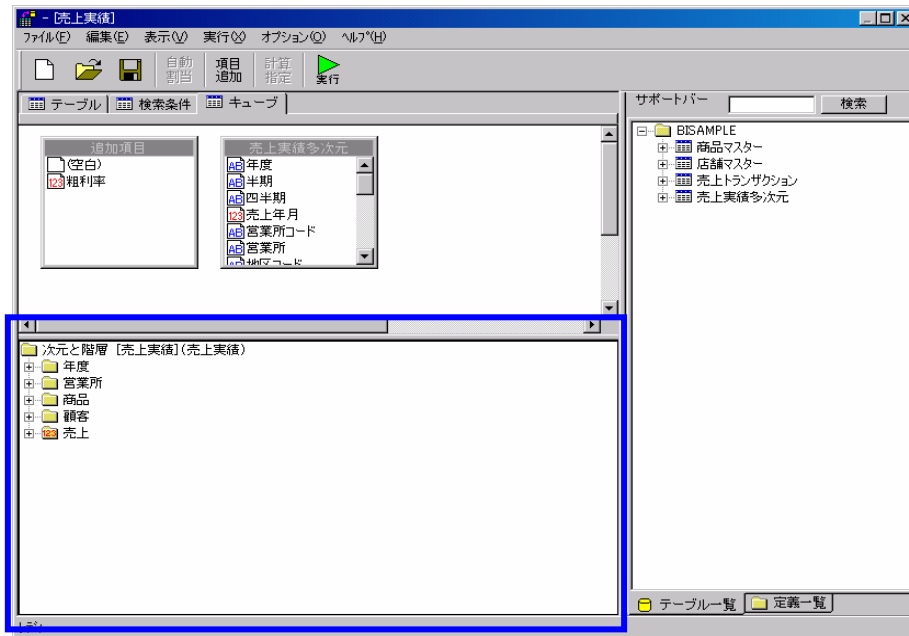 - [売上実績]
ファイル(F) 編集(E) 表示(V) 実行(X) オプション(O) ヘルプ(H)
自動割当 項目追加 計算指定 実行
テーブル 検索条件 キューブ
サポートバー 検索
追加項目
(空白)
粗利率
売上実績多次元
年度
半期
四半期
売上年月
営業所コード
営業所
地区コード
BISAMPLE
商品マスター
店舗マスター
売上トランザクション
売上実績多次元
次元と階層 [売上実績](売上実績)
年度
営業所
商品
顧客
売上
テーブル一覧 定義一覧